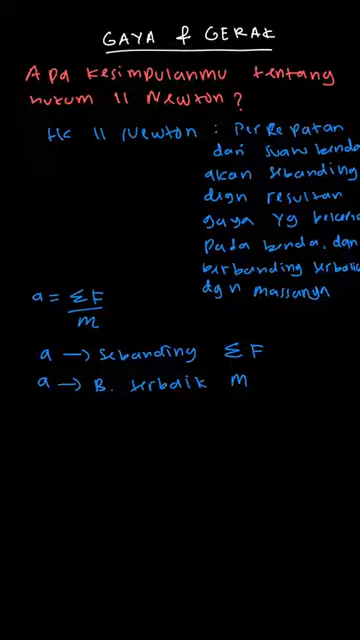 GAYA & GERAK
Apa kesimpulanmu tentang
hukum II Newton?
Hk II Newton : Percepatan
dari suatu benda
akan sebanding
dign resultan
gaya yg bekerja
pada benda, dan
berbanding terbalik
dgn massanya
a = ΣF
m
a → Sebanding ΣF
a → B. terbalik m